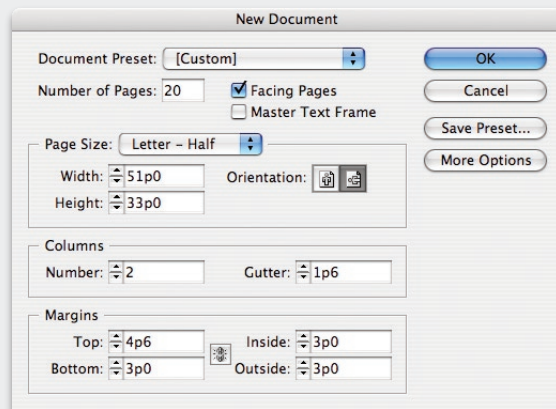 New Document
Document Preset: [Custom] OK
Number of Pages: 20 Facing Pages Cancel
Master Text Frame
Save Preset...
Page Size: Letter – Half
More Options
Width: 51p0 Orientation:
Height: 33p0
Columns
Number: 2 Gutter: 1p6
Margins
Top: 4p6 Inside: 3p0
Bottom: 3p0 Outside: 3p0